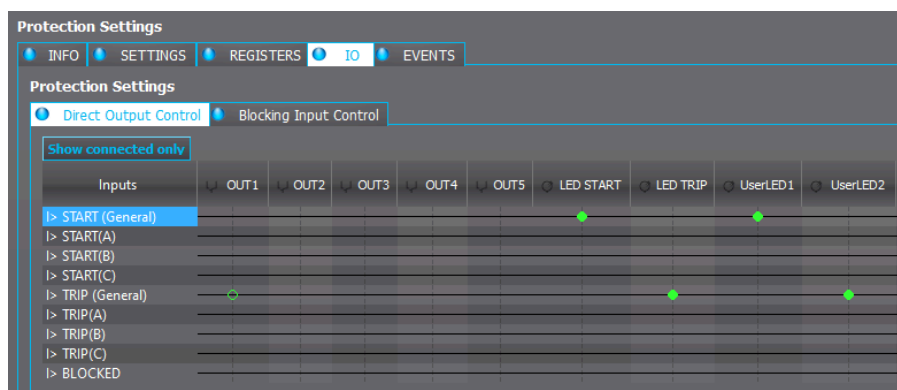 Protection Settings
INFO SETTINGS REGISTERS IO EVENTS
Protection Settings
Direct Output Control Blocking Input Control
Show connected only
Inputs OUT1 OUT2 OUT3 OUT4 OUT5 LED START LED TRIP UserLED1 UserLED2
I> START (General)
I> START(A)
I> START(B)
I> START(C)
I> TRIP (General)
I> TRIP(A)
I> TRIP(B)
I> TRIP(C)
I> BLOCKED